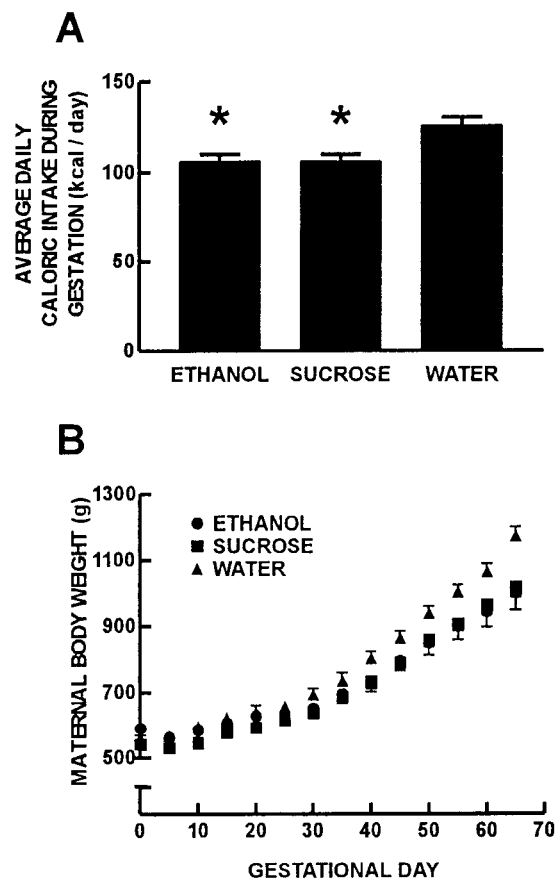 A
AVERAGE DAILY
CALORIC INTAKE DURING
GESTATION (kcal / day)
150
100
50
0
*
*
ETHANOL
SUCROSE
WATER
B
MATERNAL BODY WEIGHT (g)
1300
1100
900
700
500
ETHANOL
SUCROSE
WATER
0
10
20
30
40
50
60
70
GESTATIONAL DAY